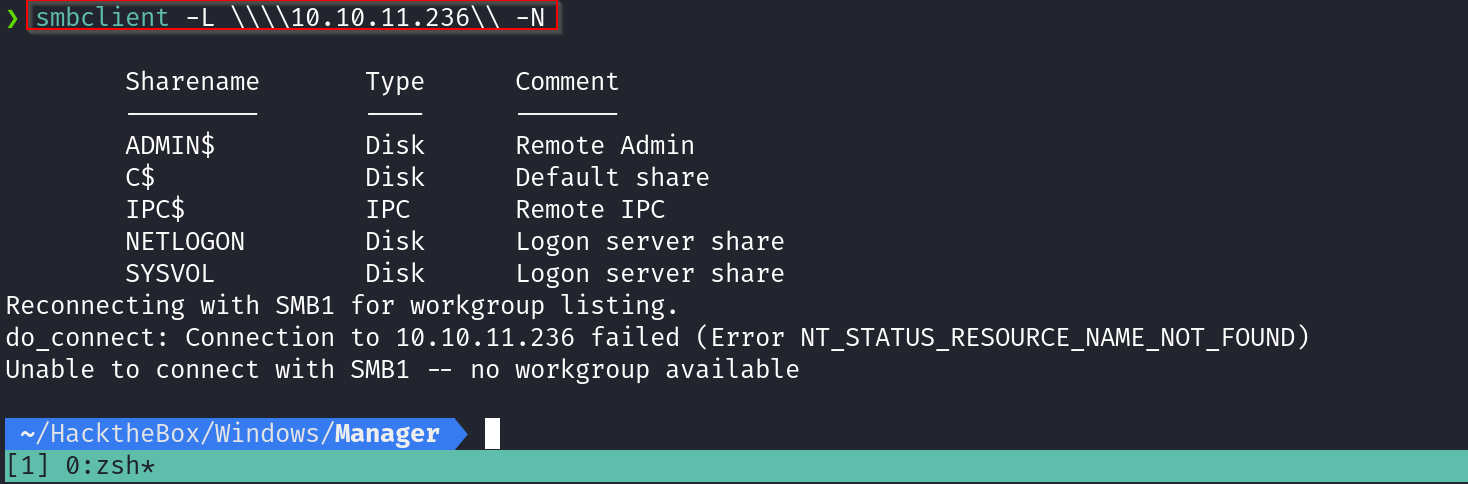 ❯ smbclient -L \\\\10.10.11.236\\ -N
Sharename Type Comment
--------- ---- -------
ADMIN$ Disk Remote Admin
C$ Disk Default share
IPC$ IPC Remote IPC
NETLOGON Disk Logon server share
SYSVOL Disk Logon server share
Reconnecting with SMB1 for workgroup listing.
do_connect: Connection to 10.10.11.236 failed (Error NT_STATUS_RESOURCE_NAME_NOT_FOUND)
Unable to connect with SMB1 -- no workgroup available
~/HacktheBox/Windows/Manager
[1] 0:zsh*